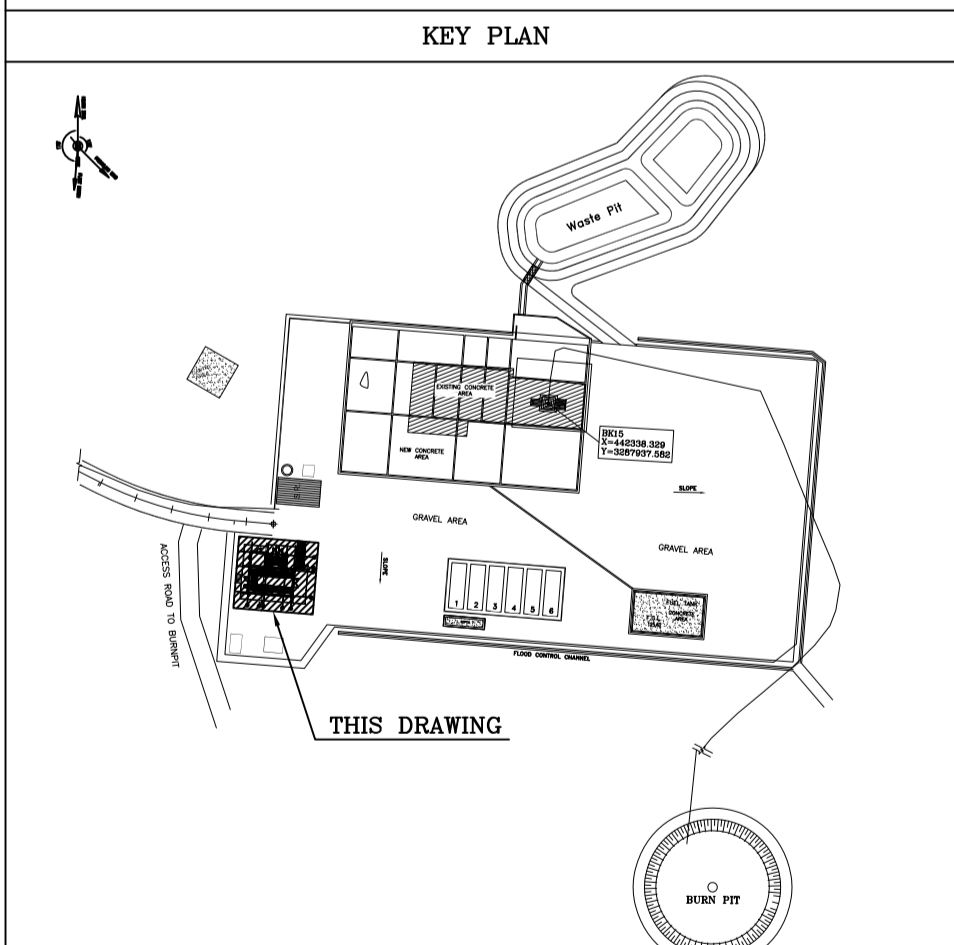 KEY PLAN
Waste Pit
EXISTING CONCRETE
AREA
BK15
X=442338.329
Y=3287937.582
NEW CONCRETE
AREA
SLOPE
GRAVEL AREA
GRAVEL AREA
SLOPE
ACCESS ROAD TO BURNPIT
1 2 3 4 5 6
FUEL TANK
CONCRETE
AREA
FLOOD CONTROL CHANNEL
THIS DRAWING
BURN PIT